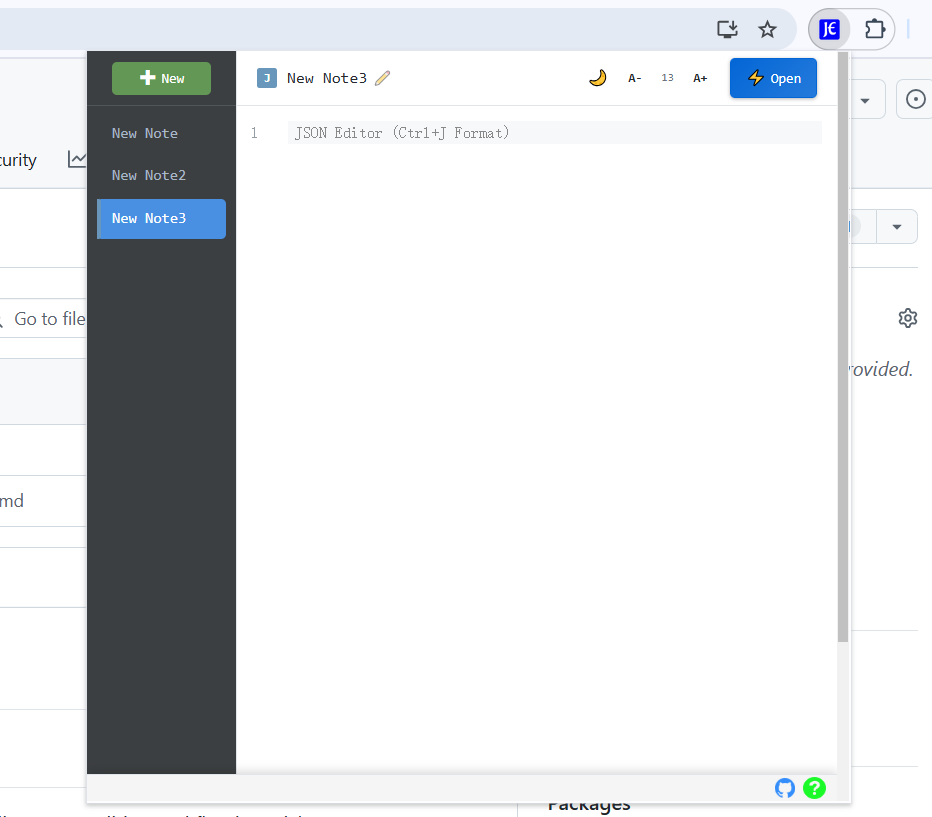 J€
New
J New Note3
A- 13 A+
Open
New Note
New Note2
New Note3
1 JSON Editor (Ctrl+J Format)
curity
Go to file
rovided.
md
?
Packages